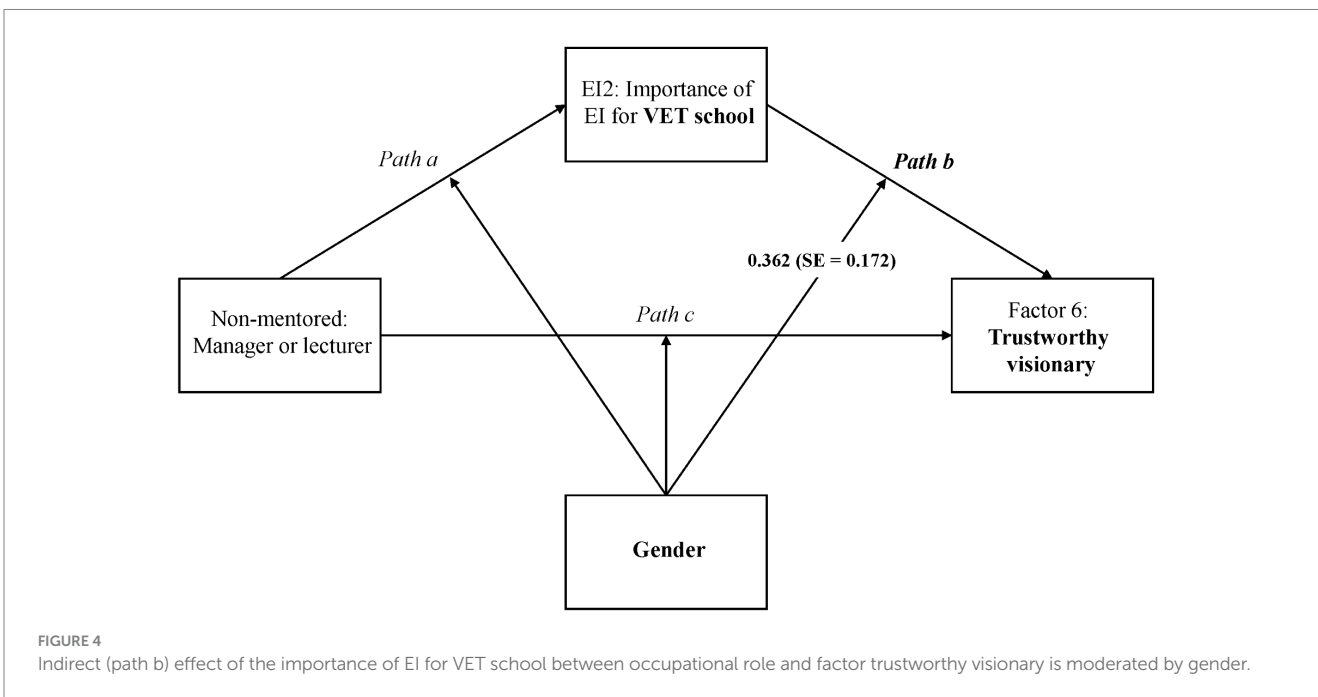 EI2: Importance of
EI for VET school
Path a
Path b
0.362 (SE = 0.172)
Non-mentored:
Manager or lecturer
Path c
Factor 6:
Trustworthy
visionary
Gender
FIGURE 4
Indirect (path b) effect of the importance of EI for VET school between occupational role and factor trustworthy visionary is moderated by gender.